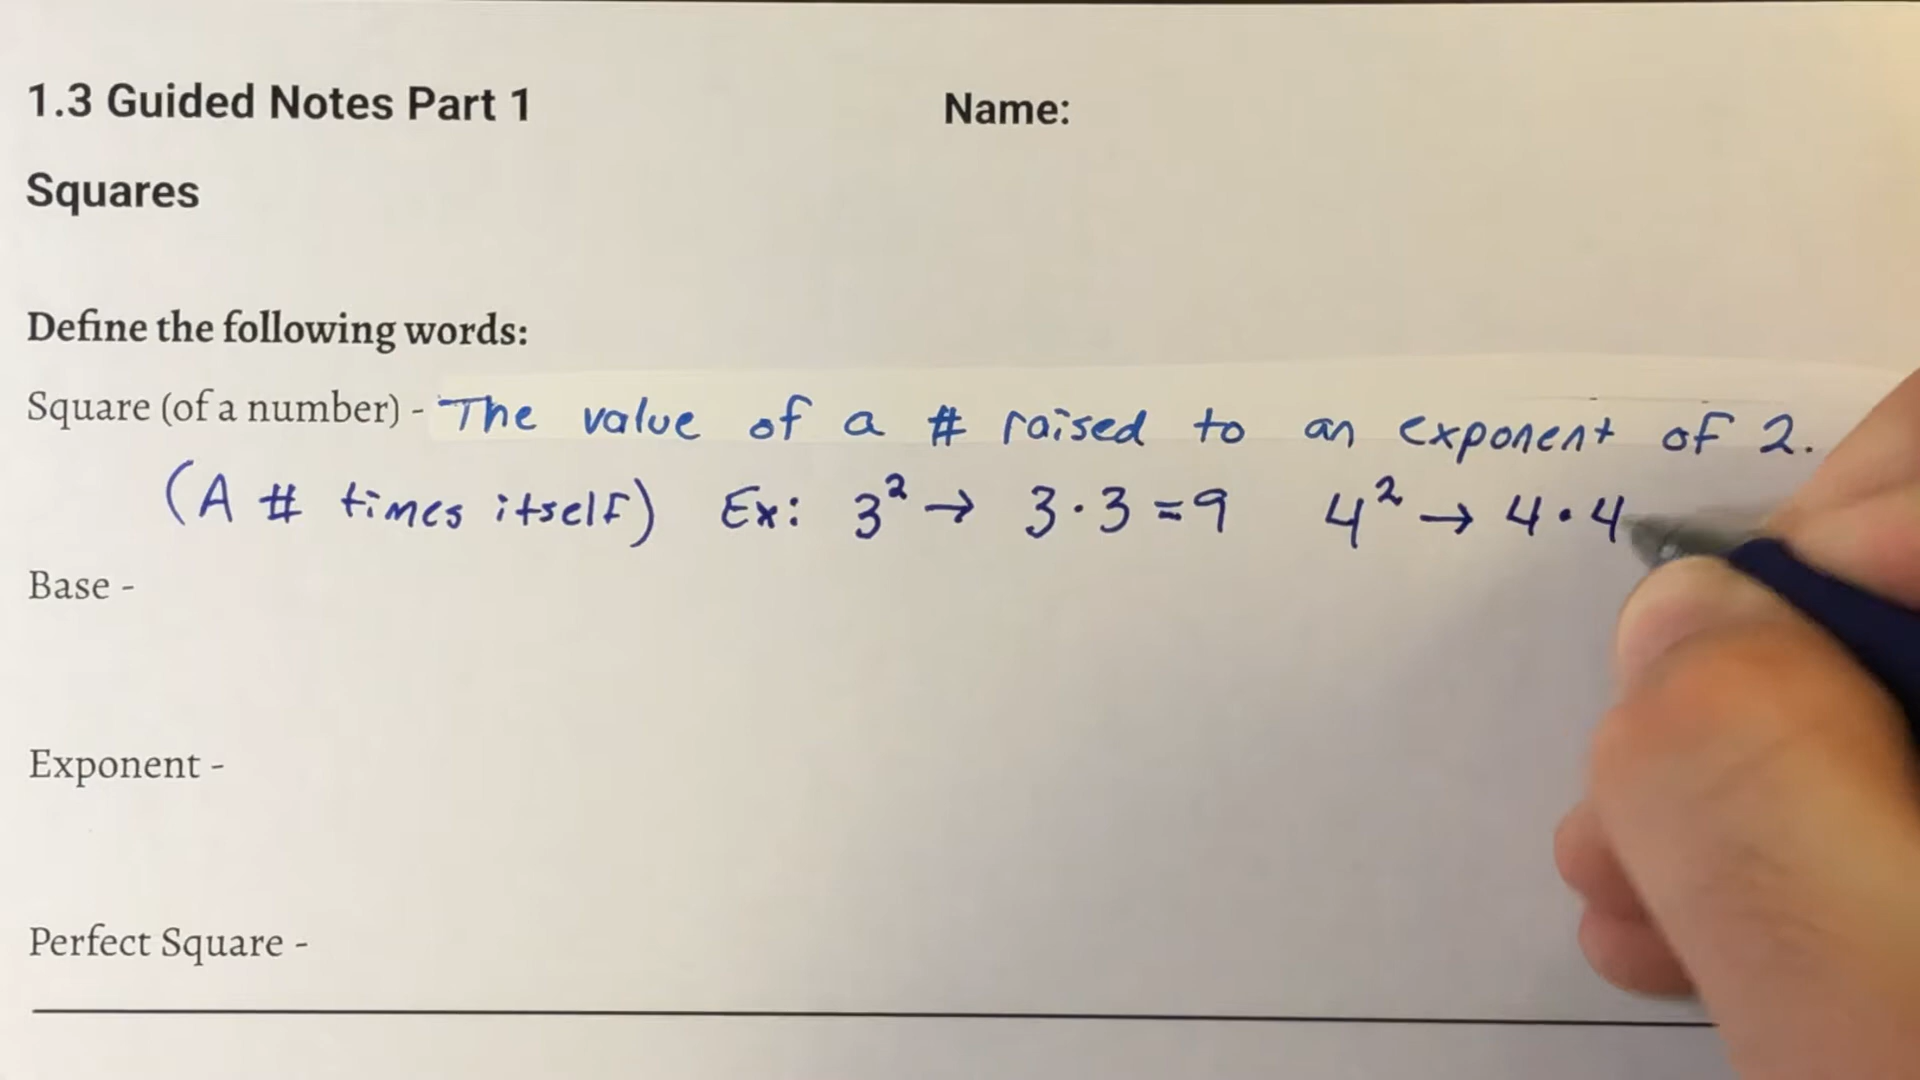 1.3 Guided Notes Part 1 Name:
Squares
Define the following words:
Square (of a number) - The value of a # raised to an exponent of 2.
(A # times itself) Ex: 3² → 3·3=9 4² → 4·4
Base -
Exponent -
Perfect Square -